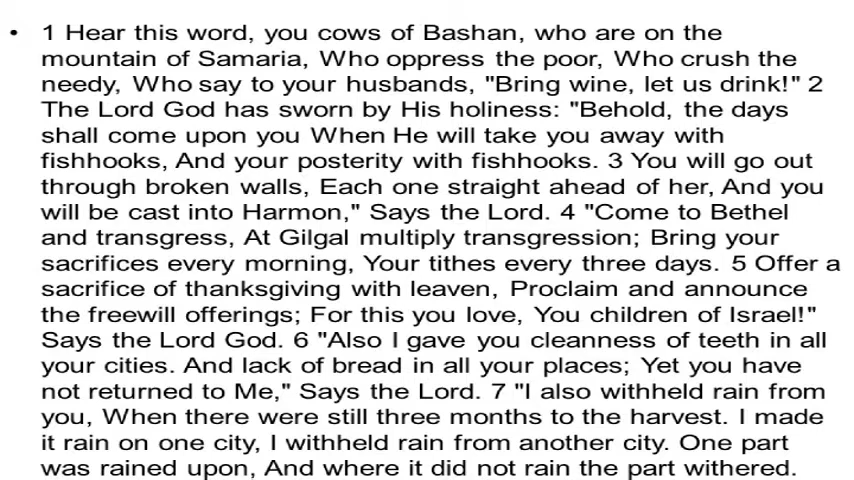 • 1 Hear this word, you cows of Bashan, who are on the
mountain of Samaria, Who oppress the poor, Who crush the
needy, Who say to your husbands, "Bring wine, let us drink!" 2
The Lord God has sworn by His holiness: "Behold, the days
shall come upon you When He will take you away with
fishhooks, And your posterity with fishhooks. 3 You will go out
through broken walls, Each one straight ahead of her, And you
will be cast into Harmon," Says the Lord. 4 "Come to Bethel
and transgress, At Gilgal multiply transgression; Bring your
sacrifices every morning, Your tithes every three days. 5 Offer a
sacrifice of thanksgiving with leaven, Proclaim and announce
the freewill offerings; For this you love, You children of Israel!"
Says the Lord God. 6 "Also I gave you cleanness of teeth in all
your cities. And lack of bread in all your places; Yet you have
not returned to Me," Says the Lord. 7 "I also withheld rain from
you, When there were still three months to the harvest. I made
it rain on one city, I withheld rain from another city. One part
was rained upon, And where it did not rain the part withered.